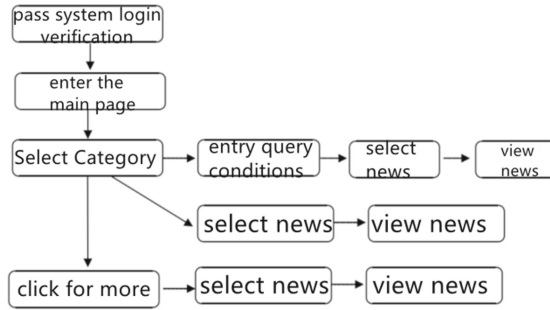 pass system login
verification
enter the
main page
Select Category
entry query
conditions
select
news
view
news
select news
view news
click for more
select news
view news